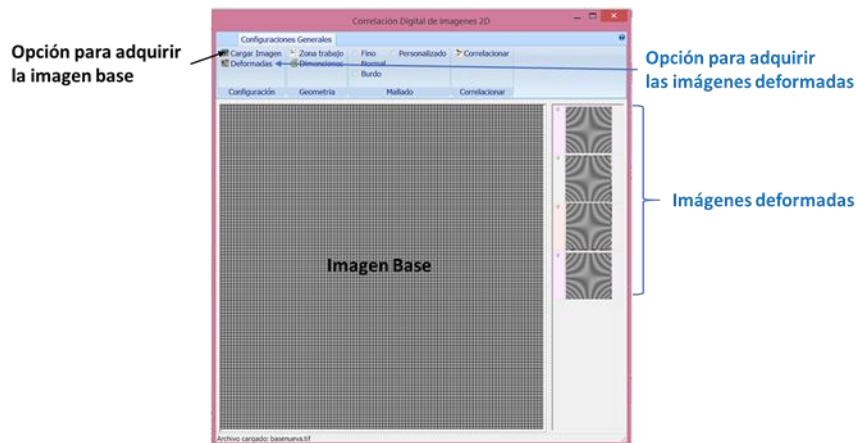 Correlación Digital de Imagenes 2D
Configuraciones Generales
Cargar Imagen
Zona trabajo
Fino
Personalizado
Correlacionar
Deformadas
Dimensiones
Normal
Burdo
Configuración
Geometria
Mallado
Correlacionar
Opción para adquirir
la imagen base
Opción para adquirir
las imágenes deformadas
Imágenes deformadas
Imagen Base
Archivo cargado: basenueva.tif